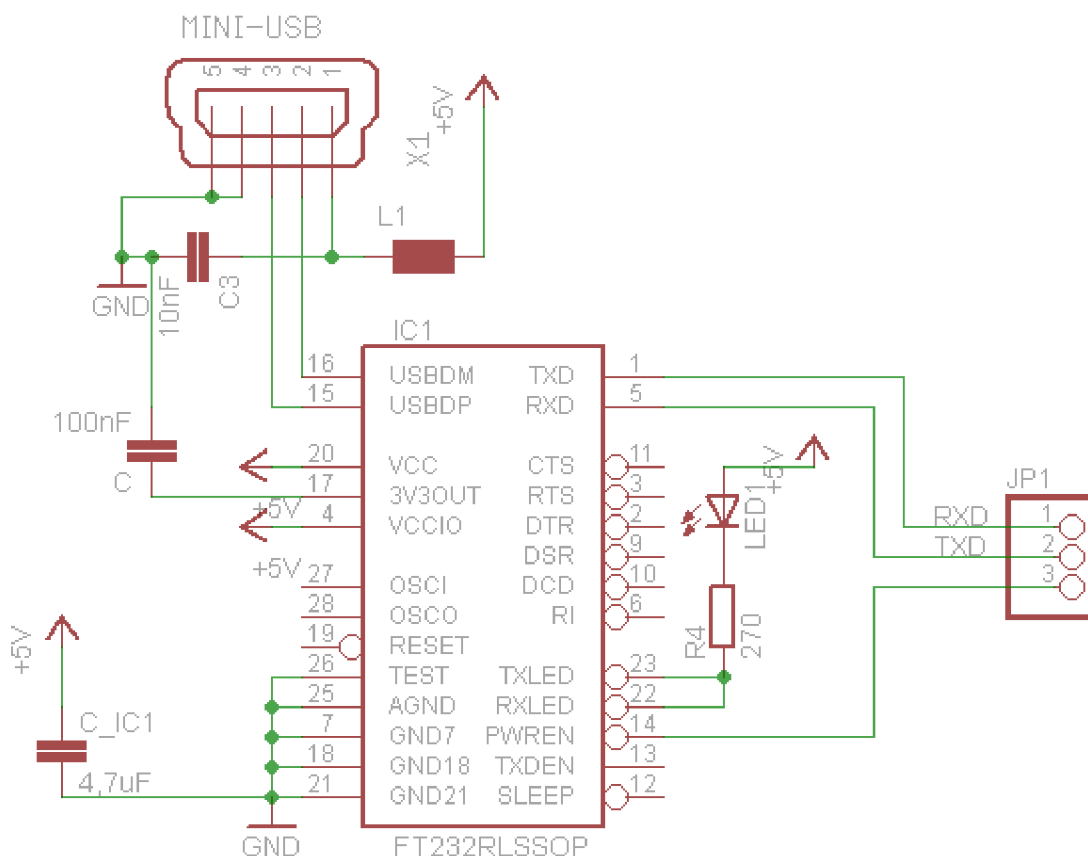 MINI-USB
5 4 3 2 1
+5V
X1
L1
C3
10nF
GND
IC1
100nF
C
16 USBDM TXD 1
15 USBDP RXD 5
20 VCC CTS 11
17 3V3OUT RTS 3
+5V
4 VCCIO DTR 2
DSR 9
+5V
27 OSCI DCD 10
28 OSCO RI 6
19 RESET
26 TEST TXLED 23
25 AGND RXLED 22
7 GND7 PWREN 14
18 GND18 TXDEN 13
21 GND21 SLEEP 12
FT232RLSSOP
GND
+5V
C_IC1
4,7uF
+5V
LED1
R4
270
JP1
RXD 1
TXD 2
3